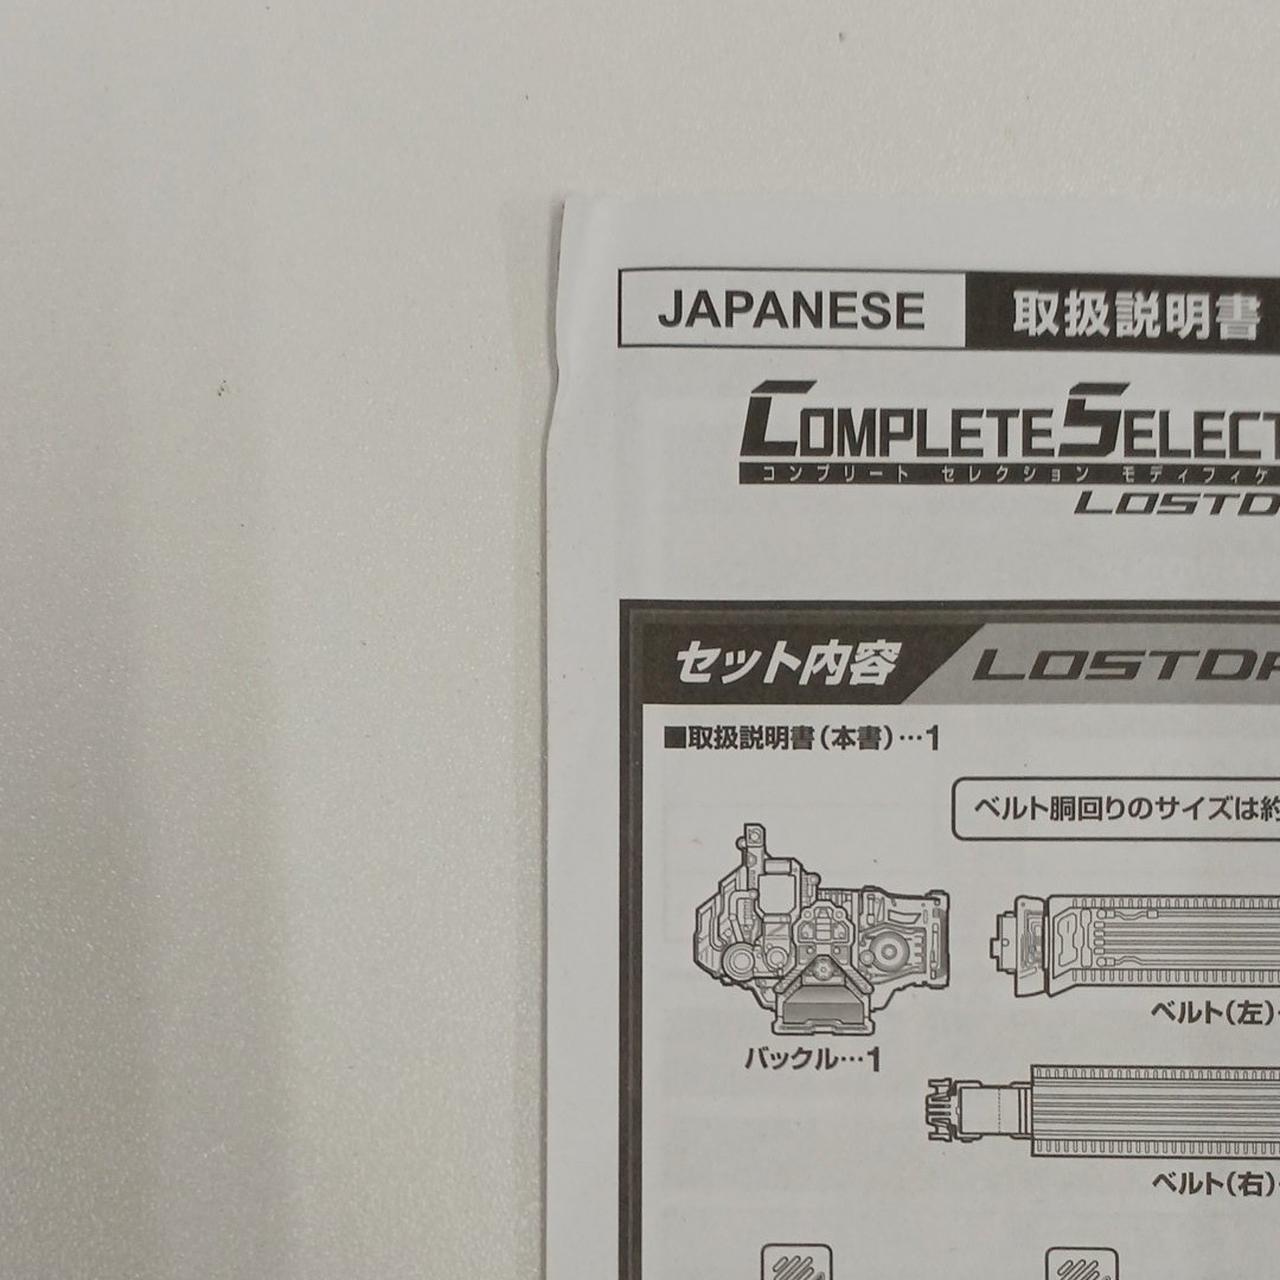 JAPANESE 取扱説明書
COMPLETE SELECT
コンプリート セレクション モディフィケ
LOSTD
セット内容 LOSTDR
■取扱説明書(本書)…1
ベルト胴回りのサイズは約
バックル…1
ベルト(左)
ベルト(右)